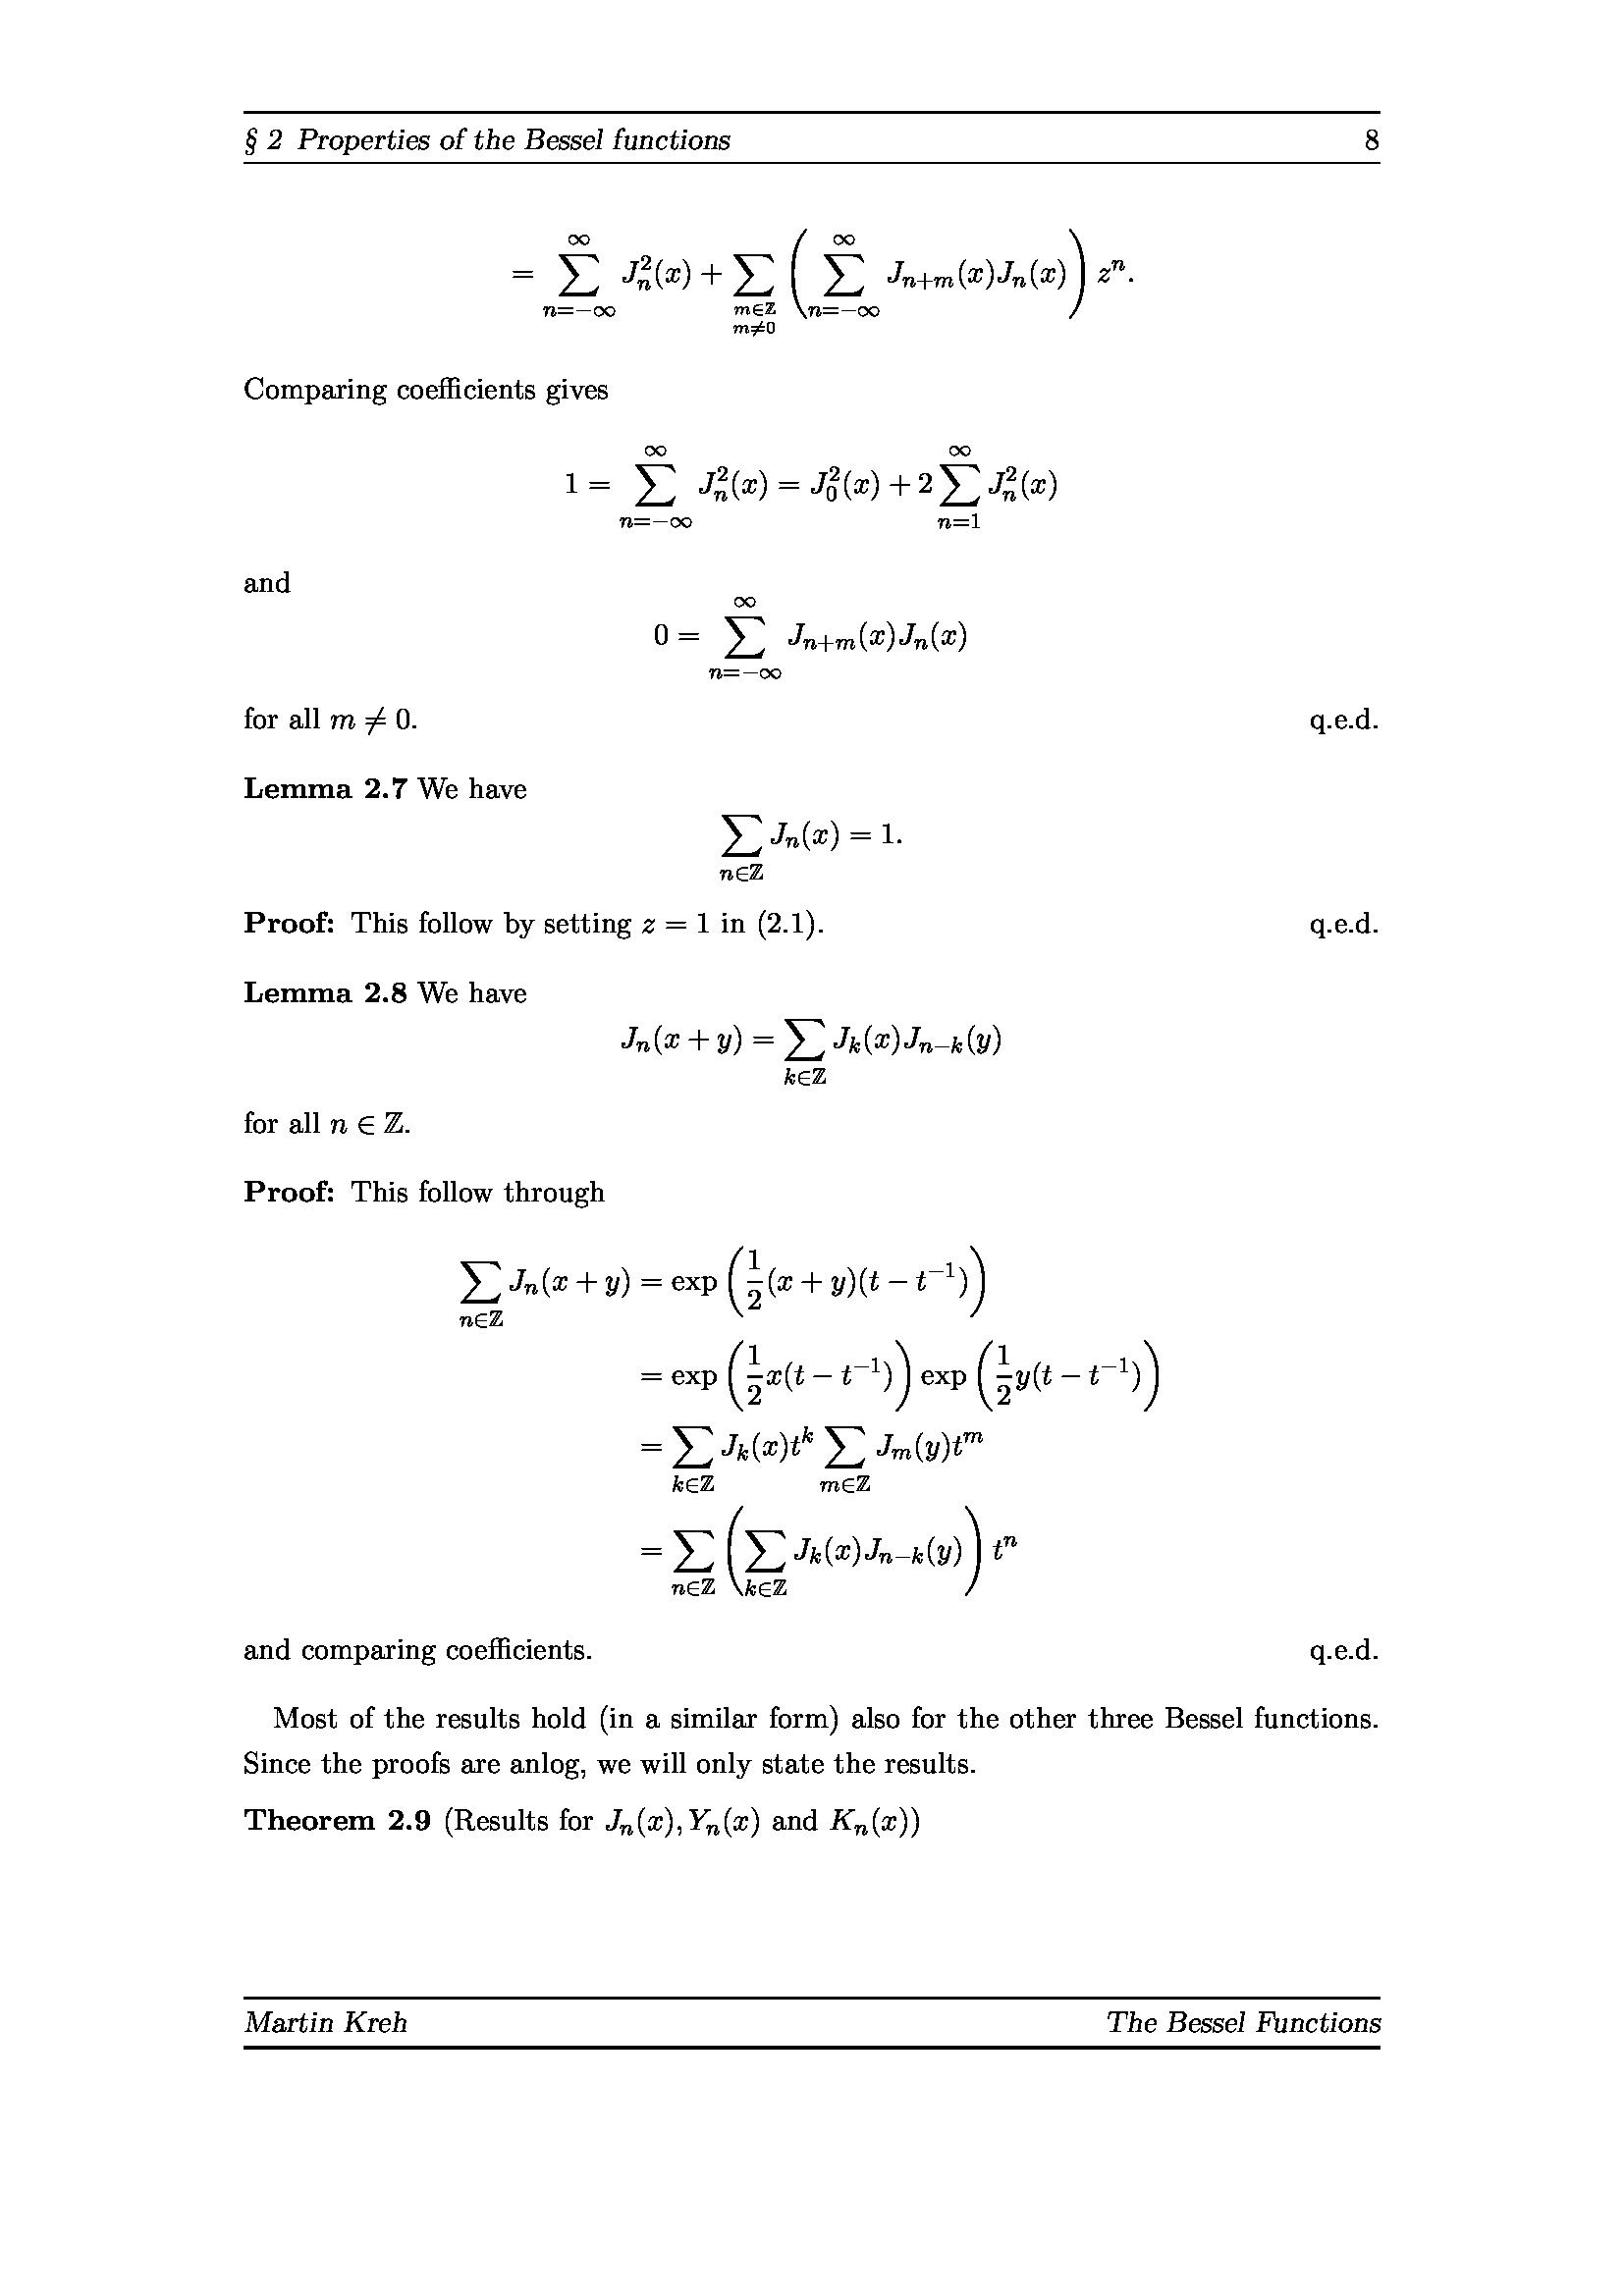 § 2 Properties of the Bessel functions 8
= \sum_{n=-\infty}^{\infty} J_n^2(x) + \sum_{\substack{m\in\mathbb{Z}\\ m\neq 0}} \left( \sum_{n=-\infty}^{\infty} J_{n+m}(x)J_n(x) \right) z^n.
Comparing coefficients gives
1 = \sum_{n=-\infty}^{\infty} J_n^2(x) = J_0^2(x) + 2\sum_{n=1}^{\infty} J_n^2(x)
and
0 = \sum_{n=-\infty}^{\infty} J_{n+m}(x)J_n(x)
for all m ≠ 0. q.e.d.
Lemma 2.7 We have
\sum_{n\in\mathbb{Z}} J_n(x) = 1.
Proof: This follow by setting z = 1 in (2.1). q.e.d.
Lemma 2.8 We have
J_n(x + y) = \sum_{k\in\mathbb{Z}} J_k(x)J_{n-k}(y)
for all n ∈ ℤ.
Proof: This follow through
\sum_{n\in\mathbb{Z}} J_n(x + y) = \exp\left(\frac{1}{2}(x + y)(t - t^{-1})\right)
= \exp\left(\frac{1}{2}x(t - t^{-1})\right) \exp\left(\frac{1}{2}y(t - t^{-1})\right)
= \sum_{k\in\mathbb{Z}} J_k(x)t^k \sum_{m\in\mathbb{Z}} J_m(y)t^m
= \sum_{n\in\mathbb{Z}} \left( \sum_{k\in\mathbb{Z}} J_k(x)J_{n-k}(y) \right) t^n
and comparing coefficients. q.e.d.
Most of the results hold (in a similar form) also for the other three Bessel functions.
Since the proofs are anlog, we will only state the results.
Theorem 2.9 (Results for J_n(x), Y_n(x) and K_n(x))
Martin Kreh The Bessel Functions